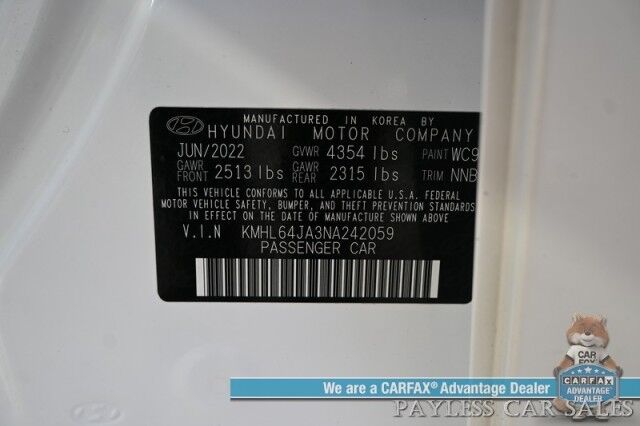 MANUFACTURED IN KOREA BY
HYUNDAI MOTOR COMPANY
JUN/2022 GVWR 4354 lbs PAINT WC9
GAWR FRONT 2513 lbs GAWR REAR 2315 lbs TRIM NNB
THIS VEHICLE CONFORMS TO ALL APPLICABLE U.S.A. FEDERAL
MOTOR VEHICLE SAFETY, BUMPER, AND THEFT PREVENTION STANDARDS
IN EFFECT ON THE DATE OF MANUFACTURE SHOWN ABOVE.
V.I.N KMHL64JA3NA242059
PASSENGER CAR
We are a CARFAX® Advantage Dealer
CAR
FOX
CARFAX
ADVANTAGE
DEALER
PAYLESS CAR SALES